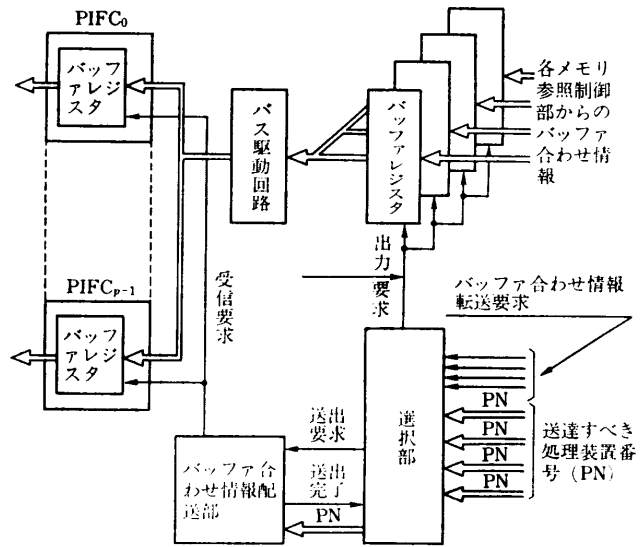 PIFC₀
バッフ
ァレジ
スタ
バス駆動回路
バッファレジスタ
各メモリ
参照制御
部からの
バッファ
合わせ情
報
出力要求
受信要求
PIFCₚ₋₁
バッフ
ァレジ
スタ
バッファ合わせ情報
転送要求
選択部
PN
PN
PN
PN
PN
送達すべき
処理装置番
号(PN)
送出
要求
送出
完了
PN
バッファ合
わせ情報配
送部